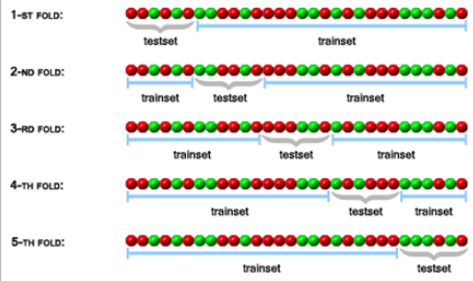 1-ST FOLD:
testset trainset
2-ND FOLD:
trainset testset trainset
3-RD FOLD:
trainset testset trainset
4-TH FOLD:
trainset testset trainset
5-TH FOLD:
trainset testset